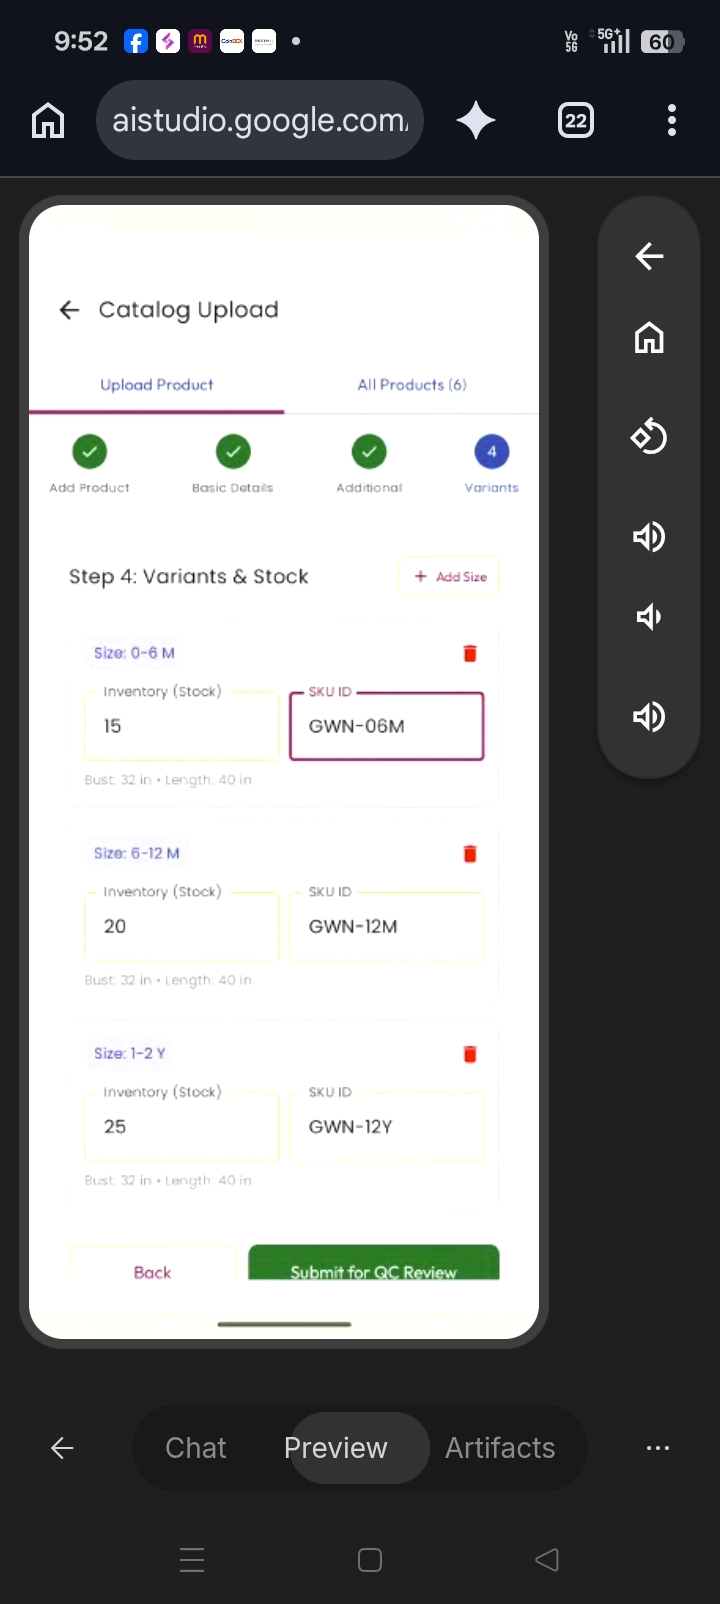 9:52
Vo 5G
5G+
60
aistudio.google.com/
22
Catalog Upload
Upload Product
All Products (6)
4
Add Product
Basic Details
Additional
Variants
Step 4: Variants & Stock
+ Add Size
Size: 0-6 M
Inventory (Stock)
SKU ID
15
GWN-06M
Bust: 32 in • Length: 40 in
Size: 6-12 M
Inventory (Stock)
SKU ID
20
GWN-12M
Bust: 32 in • Length: 40 in
Size: 1-2 Y
Inventory (Stock)
SKU ID
25
GWN-12Y
Bust: 32 in • Length: 40 in
Back
Submit for QC Review
Chat
Preview
Artifacts